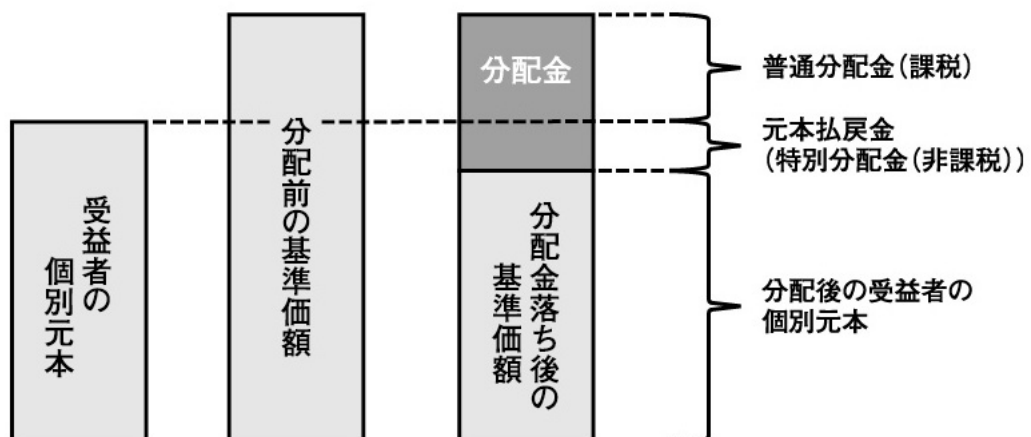 受益者の
個別元本
分配前の基準価額
分配金
分配金落ち後の
基準価額
普通分配金(課税)
元本払戻金
(特別分配金(非課税))
分配後の受益者の
個別元本